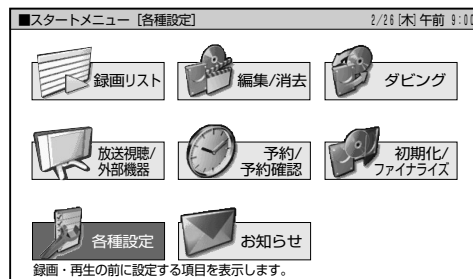 ■スタートメニュー［各種設定］ 2/26[木]午前 9:00
録画リスト 編集/消去 ダビング
放送視聴/
外部機器
予約/
予約確認
初期化/
ファイナライズ
各種設定 お知らせ
録画・再生の前に設定する項目を表示します。